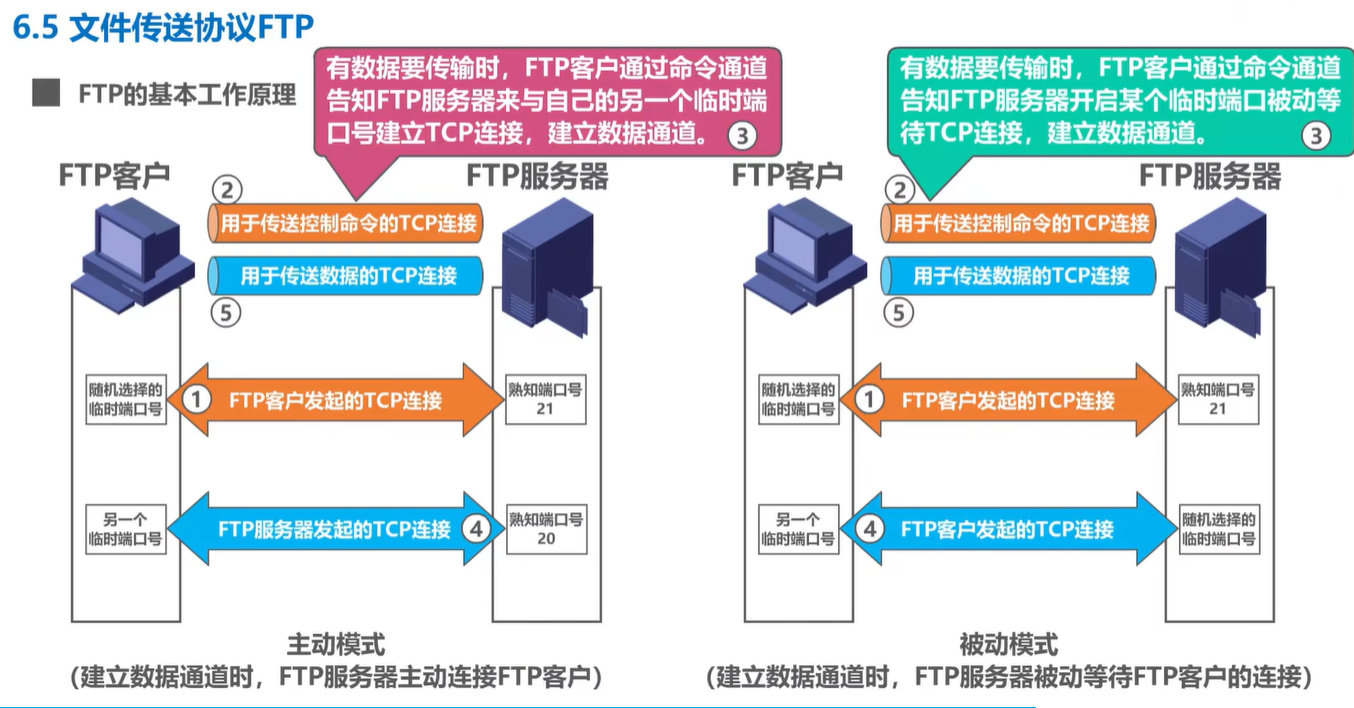 6.5 文件传送协议FTP
FTP的基本工作原理
有数据要传输时，FTP客户通过命令通道
告知FTP服务器来与自己的另一个临时端
口号建立TCP连接，建立数据通道。 ③
FTP客户
FTP服务器
②
用于传送控制命令的TCP连接
用于传送数据的TCP连接
⑤
随机选择的
临时端口号
① FTP客户发起的TCP连接
熟知端口号
21
另一个
临时端口号
FTP服务器发起的TCP连接 ④
熟知端口号
20
主动模式
（建立数据通道时，FTP服务器主动连接FTP客户）
有数据要传输时，FTP客户通过命令通道
告知FTP服务器开启某个临时端口被动等
待TCP连接，建立数据通道。 ③
FTP客户
FTP服务器
②
用于传送控制命令的TCP连接
用于传送数据的TCP连接
⑤
随机选择的
临时端口号
① FTP客户发起的TCP连接
熟知端口号
21
另一个
临时端口号
④ FTP客户发起的TCP连接
随机选择的
临时端口号
被动模式
（建立数据通道时，FTP服务器被动等待FTP客户的连接）